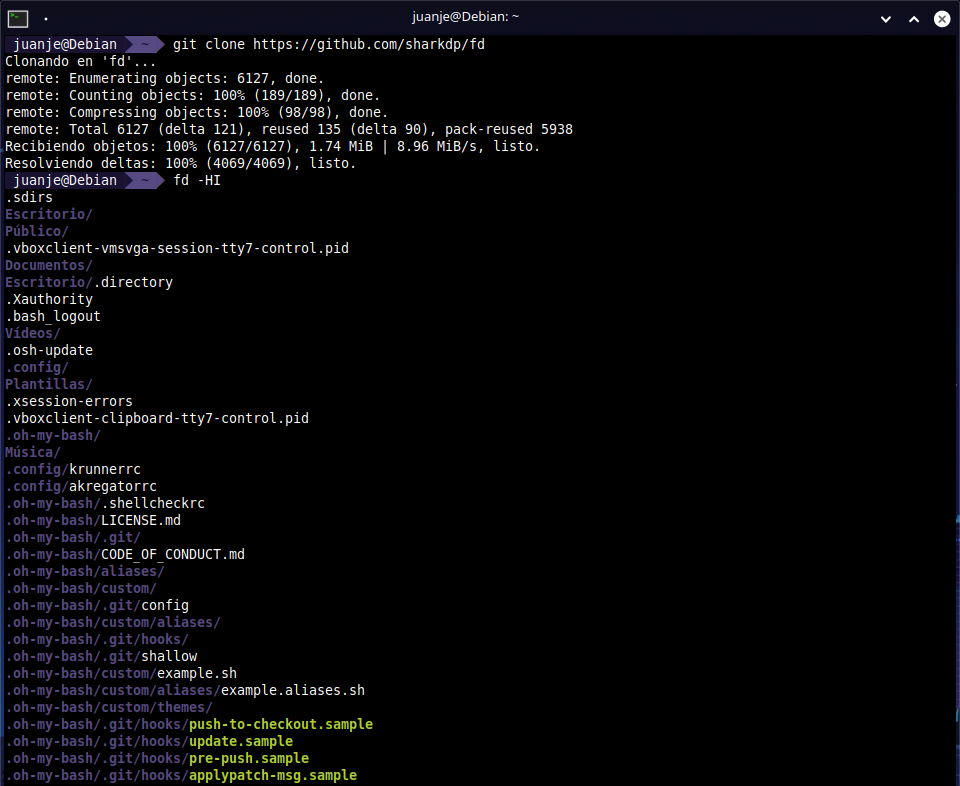 juanje@Debian: ~
juanje@Debian ~ git clone https://github.com/sharkdp/fd
Clonando en 'fd'...
remote: Enumerating objects: 6127, done.
remote: Counting objects: 100% (189/189), done.
remote: Compressing objects: 100% (98/98), done.
remote: Total 6127 (delta 121), reused 135 (delta 90), pack-reused 5938
Recibiendo objetos: 100% (6127/6127), 1.74 MiB | 8.96 MiB/s, listo.
Resolviendo deltas: 100% (4069/4069), listo.
juanje@Debian ~ fd -HI
.sdirs
Escritorio/
Público/
.vboxclient-vmsvga-session-tty7-control.pid
Documentos/
Escritorio/.directory
.Xauthority
.bash_logout
Vídeos/
.osh-update
.config/
Plantillas/
.xsession-errors
.vboxclient-clipboard-tty7-control.pid
.oh-my-bash/
Música/
.config/krunnerrc
.config/akregatorrc
.oh-my-bash/.shellcheckrc
.oh-my-bash/LICENSE.md
.oh-my-bash/.git/
.oh-my-bash/CODE_OF_CONDUCT.md
.oh-my-bash/aliases/
.oh-my-bash/custom/
.oh-my-bash/.git/config
.oh-my-bash/custom/aliases/
.oh-my-bash/.git/hooks/
.oh-my-bash/.git/shallow
.oh-my-bash/custom/example.sh
.oh-my-bash/custom/aliases/example.aliases.sh
.oh-my-bash/custom/themes/
.oh-my-bash/.git/hooks/push-to-checkout.sample
.oh-my-bash/.git/hooks/update.sample
.oh-my-bash/.git/hooks/pre-push.sample
.oh-my-bash/.git/hooks/applypatch-msg.sample